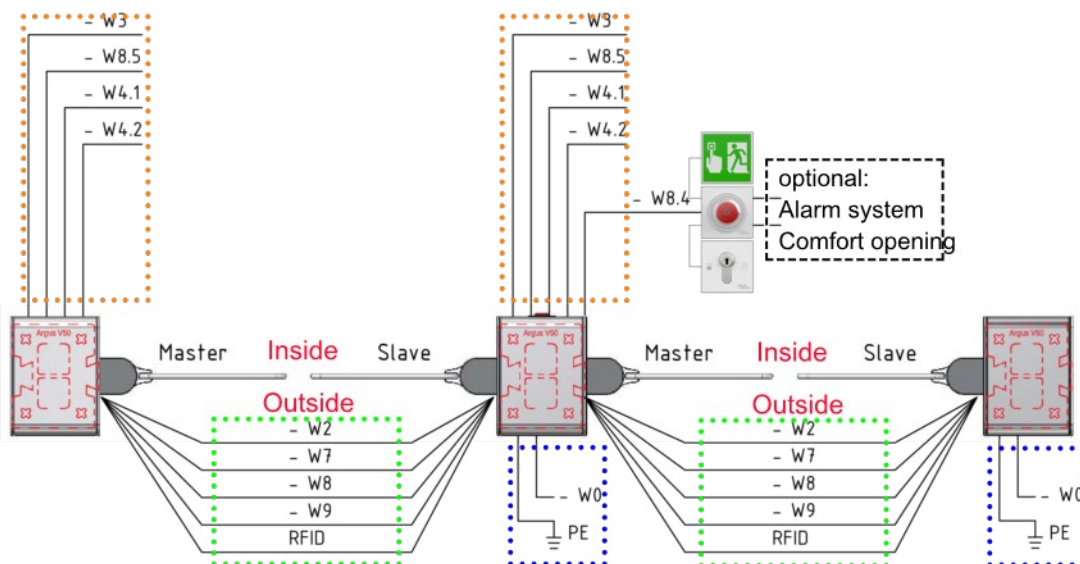 - W3
- W8.5
- W4.1
- W4.2
- W3
- W8.5
- W4.1
- W4.2
- W8.4
optional:
Alarm system
Comfort opening
Argus V50
Argus V50
Argus V50
Master
Inside
Slave
Master
Inside
Slave
Outside
Outside
- W2
- W7
- W8
- W9
RFID
- W2
- W7
- W8
- W9
RFID
- W0
PE
- W0
PE